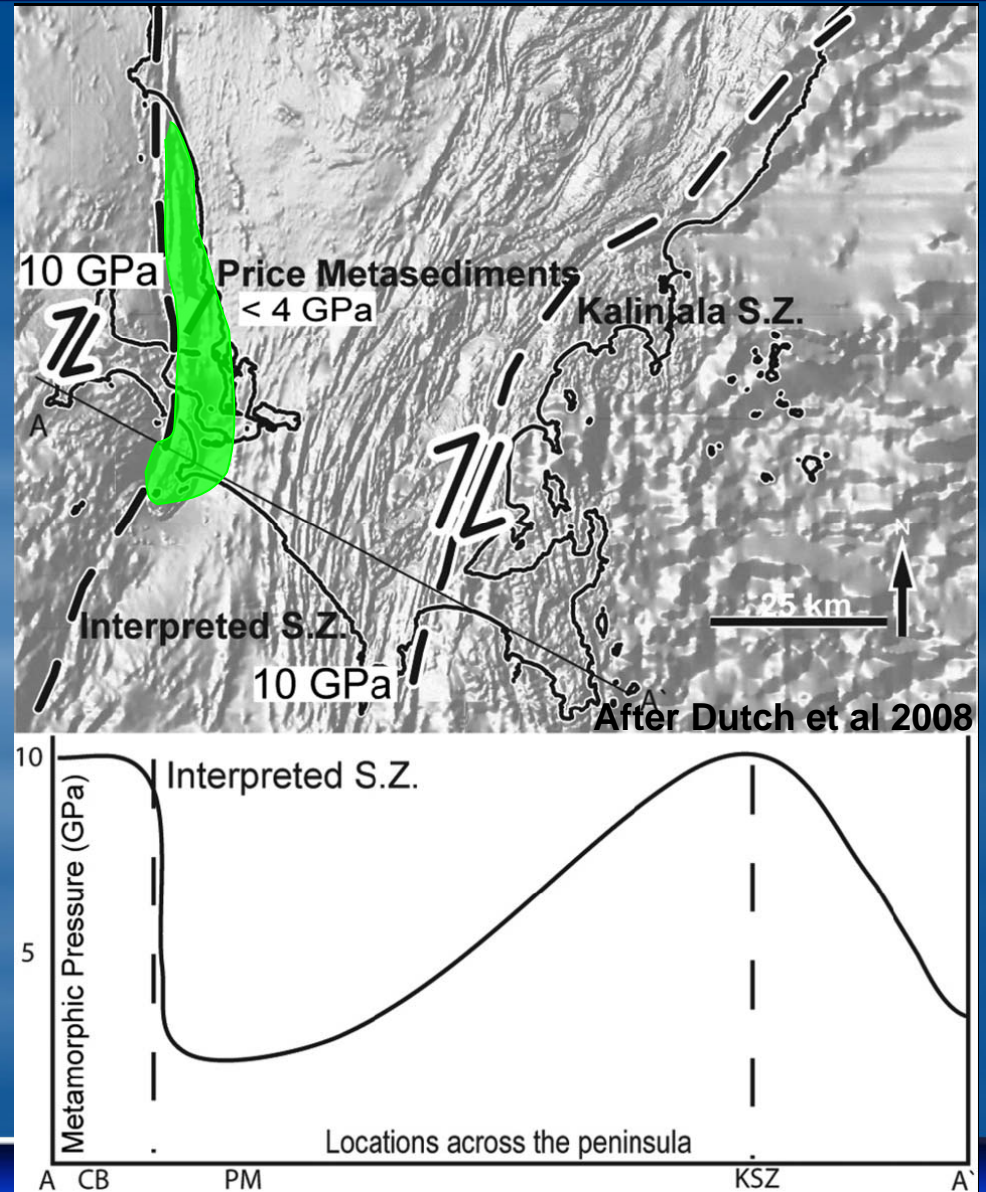 10 GPa
Price Metasediments
< 4 GPa
Kalinjala S.Z.
A
N
25 km
Interpreted S.Z.
10 GPa
A`
After Dutch et al 2008
10
Interpreted S.Z.
Metamorphic Pressure (GPa)
5
Locations across the peninsula
A CB PM KSZ A`